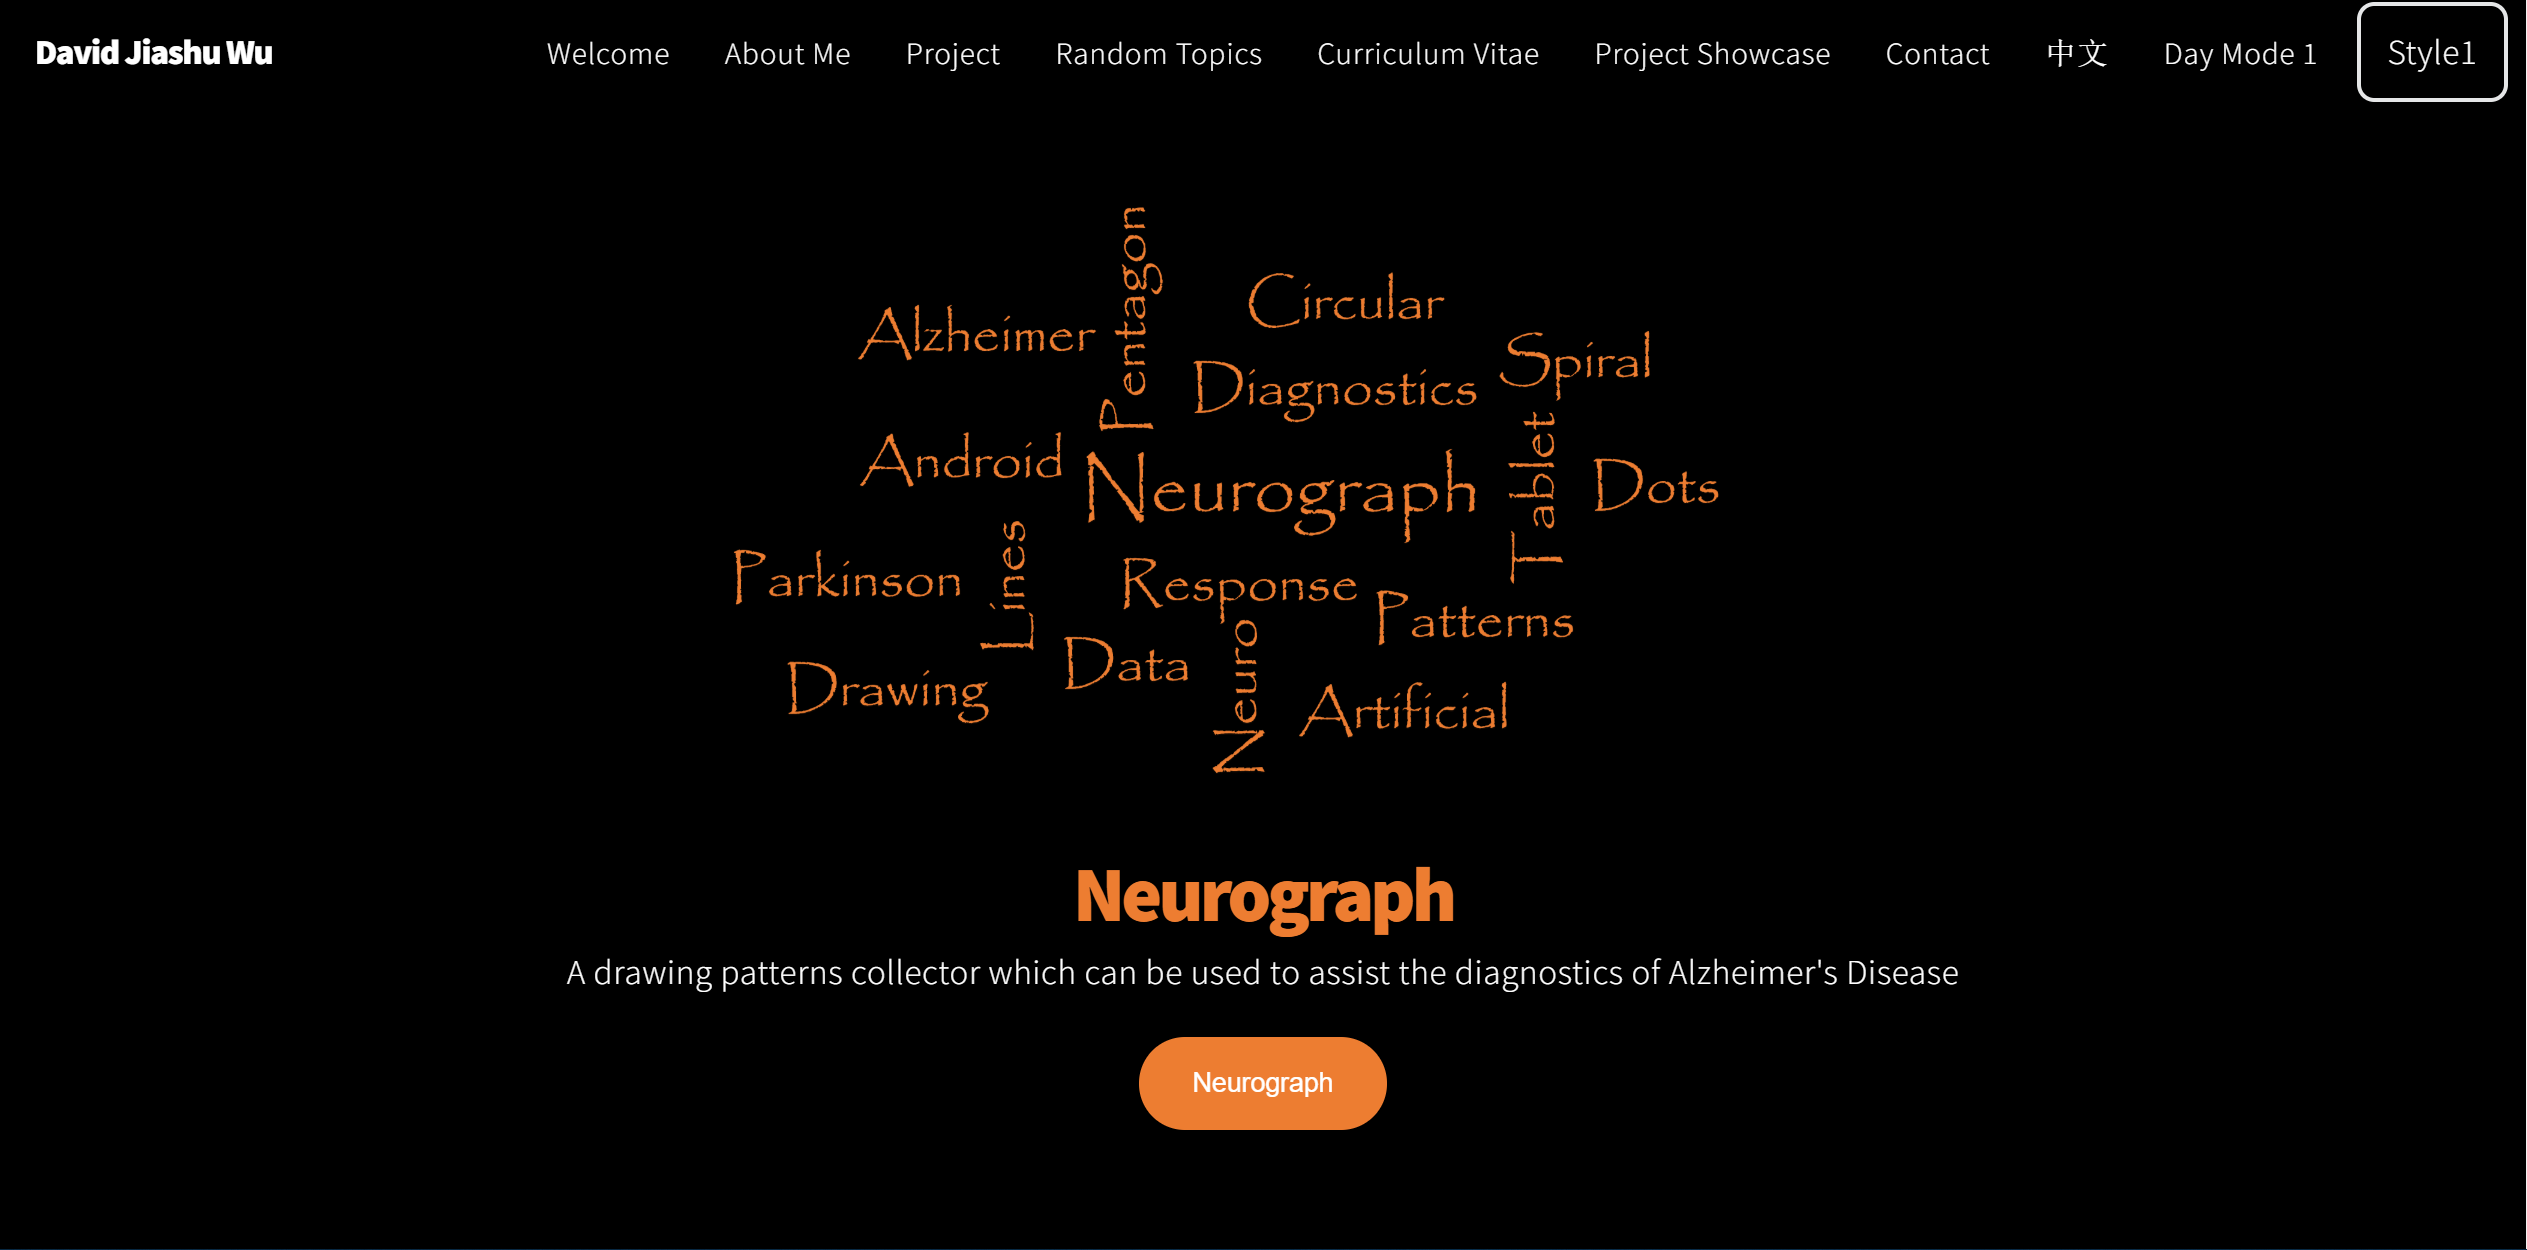 David Jiashu Wu Welcome About Me Project Random Topics Curriculum Vitae Project Showcase Contact 中文 Day Mode 1 Style1
Pentagon
Circular
Alzheimer
Spiral
Diagnostics
Tablet
Android
Neurograph
Dots
Lines
Parkinson
Response
Patterns
Neuro
Data
Drawing
Artificial
Neurograph
A drawing patterns collector which can be used to assist the diagnostics of Alzheimer's Disease
Neurograph